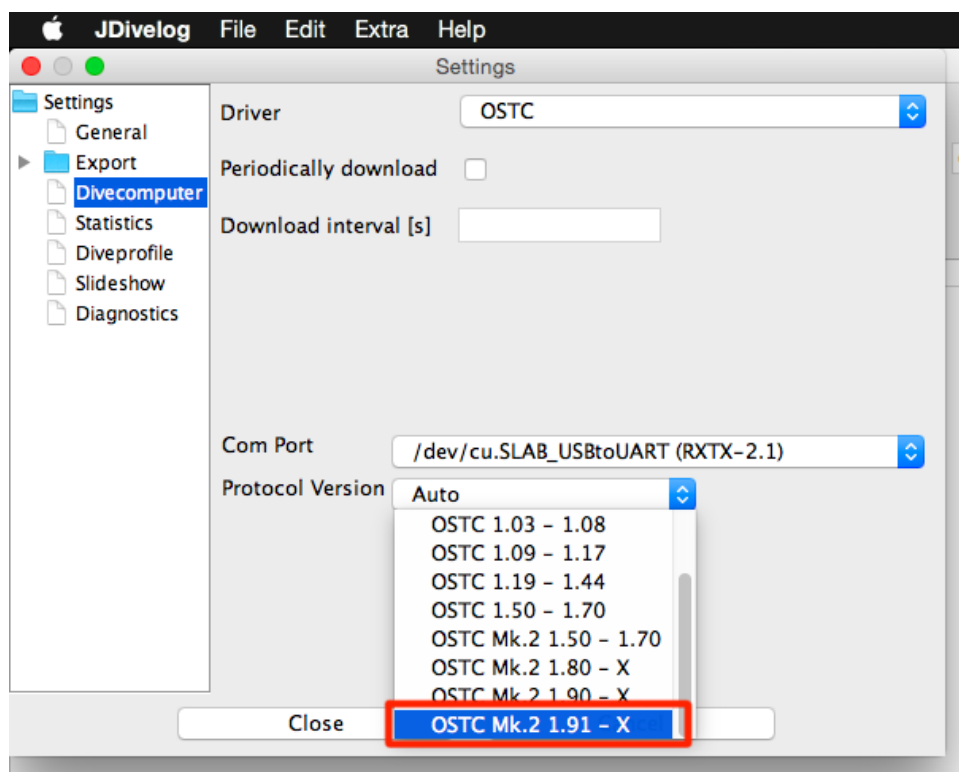 JDivelog File Edit Extra Help
Settings
Settings
General
Export
Divecomputer
Statistics
Diveprofile
Slideshow
Diagnostics
Driver OSTC
Periodically download
Download interval [s]
Com Port /dev/cu.SLAB_USBtoUART (RXTX-2.1)
Protocol Version Auto
OSTC 1.03 - 1.08
OSTC 1.09 - 1.17
OSTC 1.19 - 1.44
OSTC 1.50 - 1.70
OSTC Mk.2 1.50 - 1.70
OSTC Mk.2 1.80 - X
OSTC Mk.2 1.90 - X
OSTC Mk.2 1.91 - X
Close